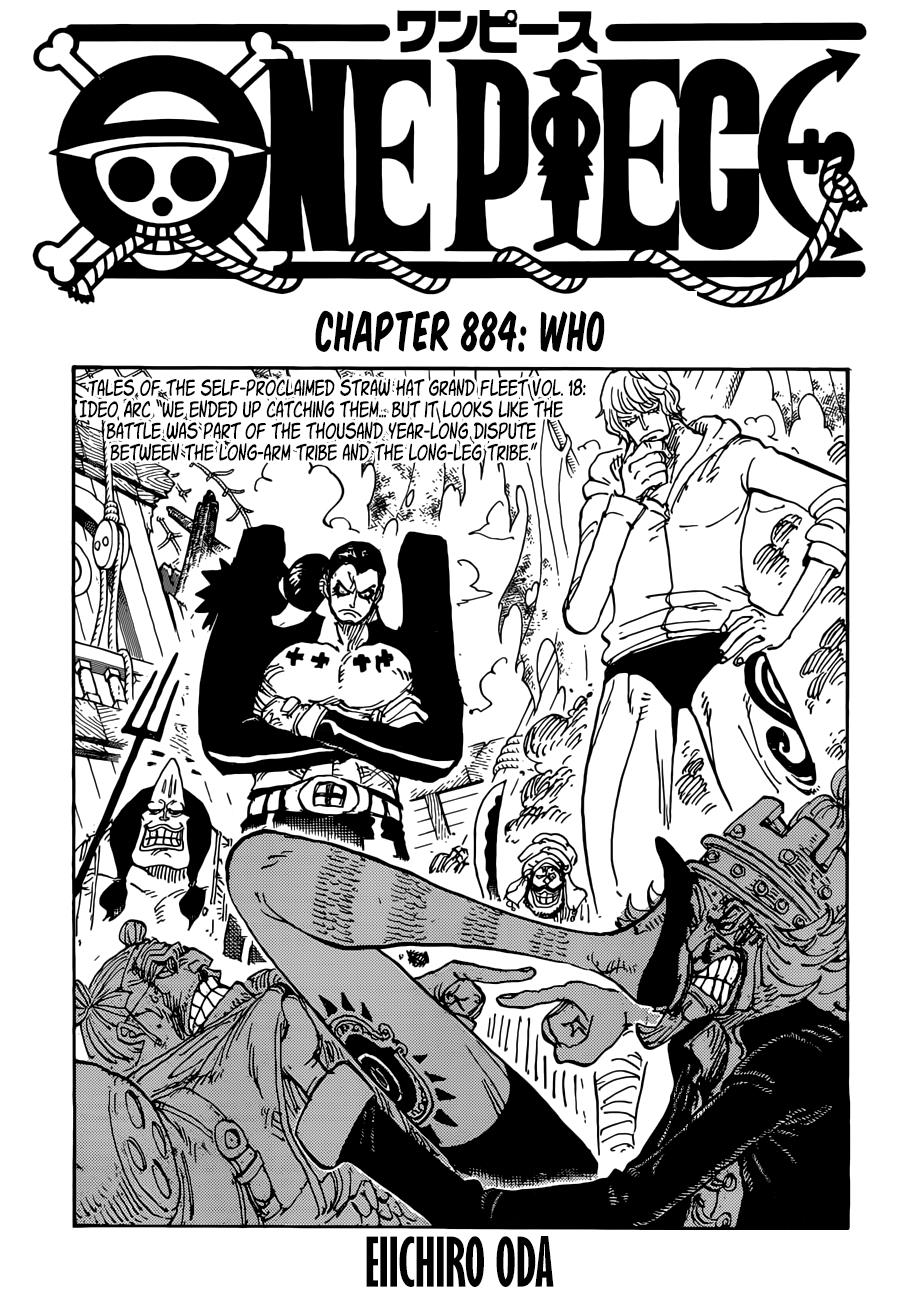 ワンピース
ONE PIECE
CHAPTER 884: WHO
TALES OF THE SELF-PROCLAIMED STRAW HAT GRAND FLEET VOL. 18:
IDEO ARC "WE ENDED UP CATCHING THEM... BUT IT LOOKS LIKE THE
BATTLE WAS PART OF THE THOUSAND YEAR-LONG DISPUTE
BETWEEN THE LONG-ARM TRIBE AND THE LONG-LEG TRIBE."
EIICHIRO ODA